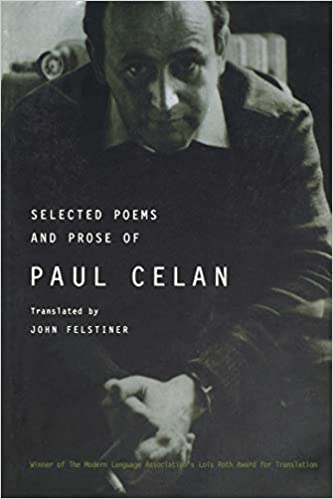 SELECTED POEMS
AND PROSE OF
PAUL CELAN
Translated by
JOHN FELSTINER
Winner of The Modern Language Association's Lois Roth Award for Translation